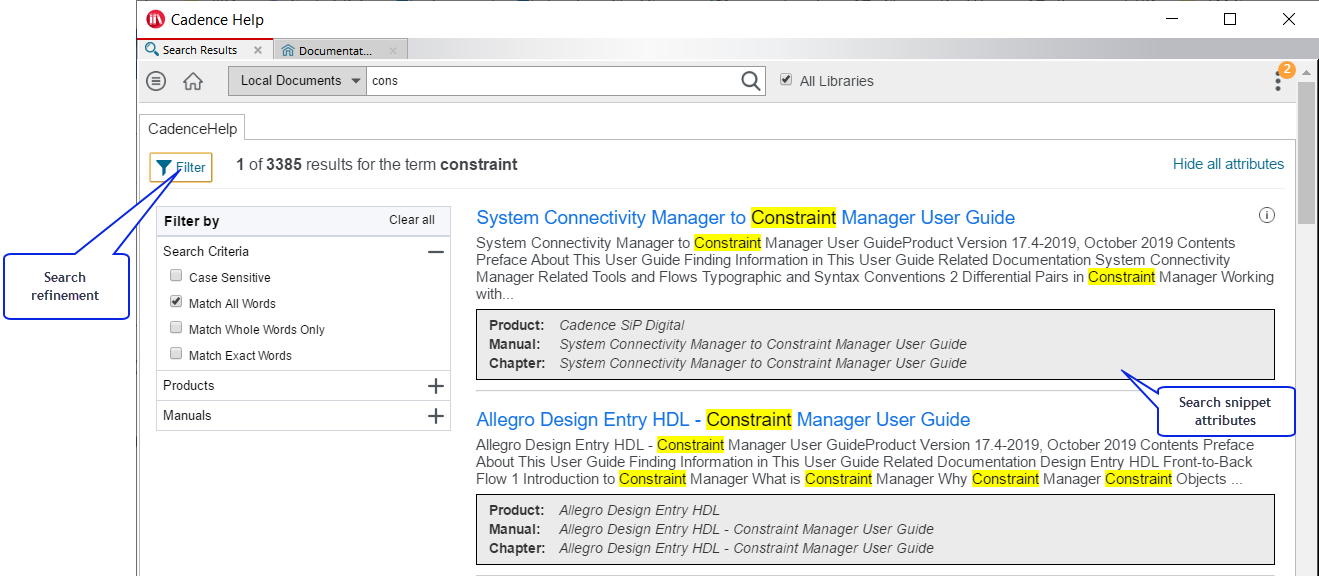 Cadence Help
Search Results
Documentat...
Local Documents
cons
All Libraries
2
CadenceHelp
Filter
1 of 3385 results for the term constraint
Hide all attributes
Filter by
Clear all
Search Criteria
Case Sensitive
Match All Words
Match Whole Words Only
Match Exact Words
Products
Manuals
Search
refinement
System Connectivity Manager to Constraint Manager User Guide
System Connectivity Manager to Constraint Manager User GuideProduct Version 17.4-2019, October 2019 Contents
Preface About This User Guide Finding Information in This User Guide Related Documentation System Connectivity
Manager Related Tools and Flows Typographic and Syntax Conventions 2 Differential Pairs in Constraint Manager Working
with...
Product: Cadence SiP Digital
Manual: System Connectivity Manager to Constraint Manager User Guide
Chapter: System Connectivity Manager to Constraint Manager User Guide
Search snippet
attributes
Allegro Design Entry HDL - Constraint Manager User Guide
Allegro Design Entry HDL - Constraint Manager User GuideProduct Version 17.4-2019, October 2019 Contents Preface
About This User Guide Finding Information in This User Guide Related Documentation Design Entry HDL Front-to-Back
Flow 1 Introduction to Constraint Manager What is Constraint Manager Why Constraint Manager Constraint Objects ...
Product: Allegro Design Entry HDL
Manual: Allegro Design Entry HDL - Constraint Manager User Guide
Chapter: Allegro Design Entry HDL - Constraint Manager User Guide